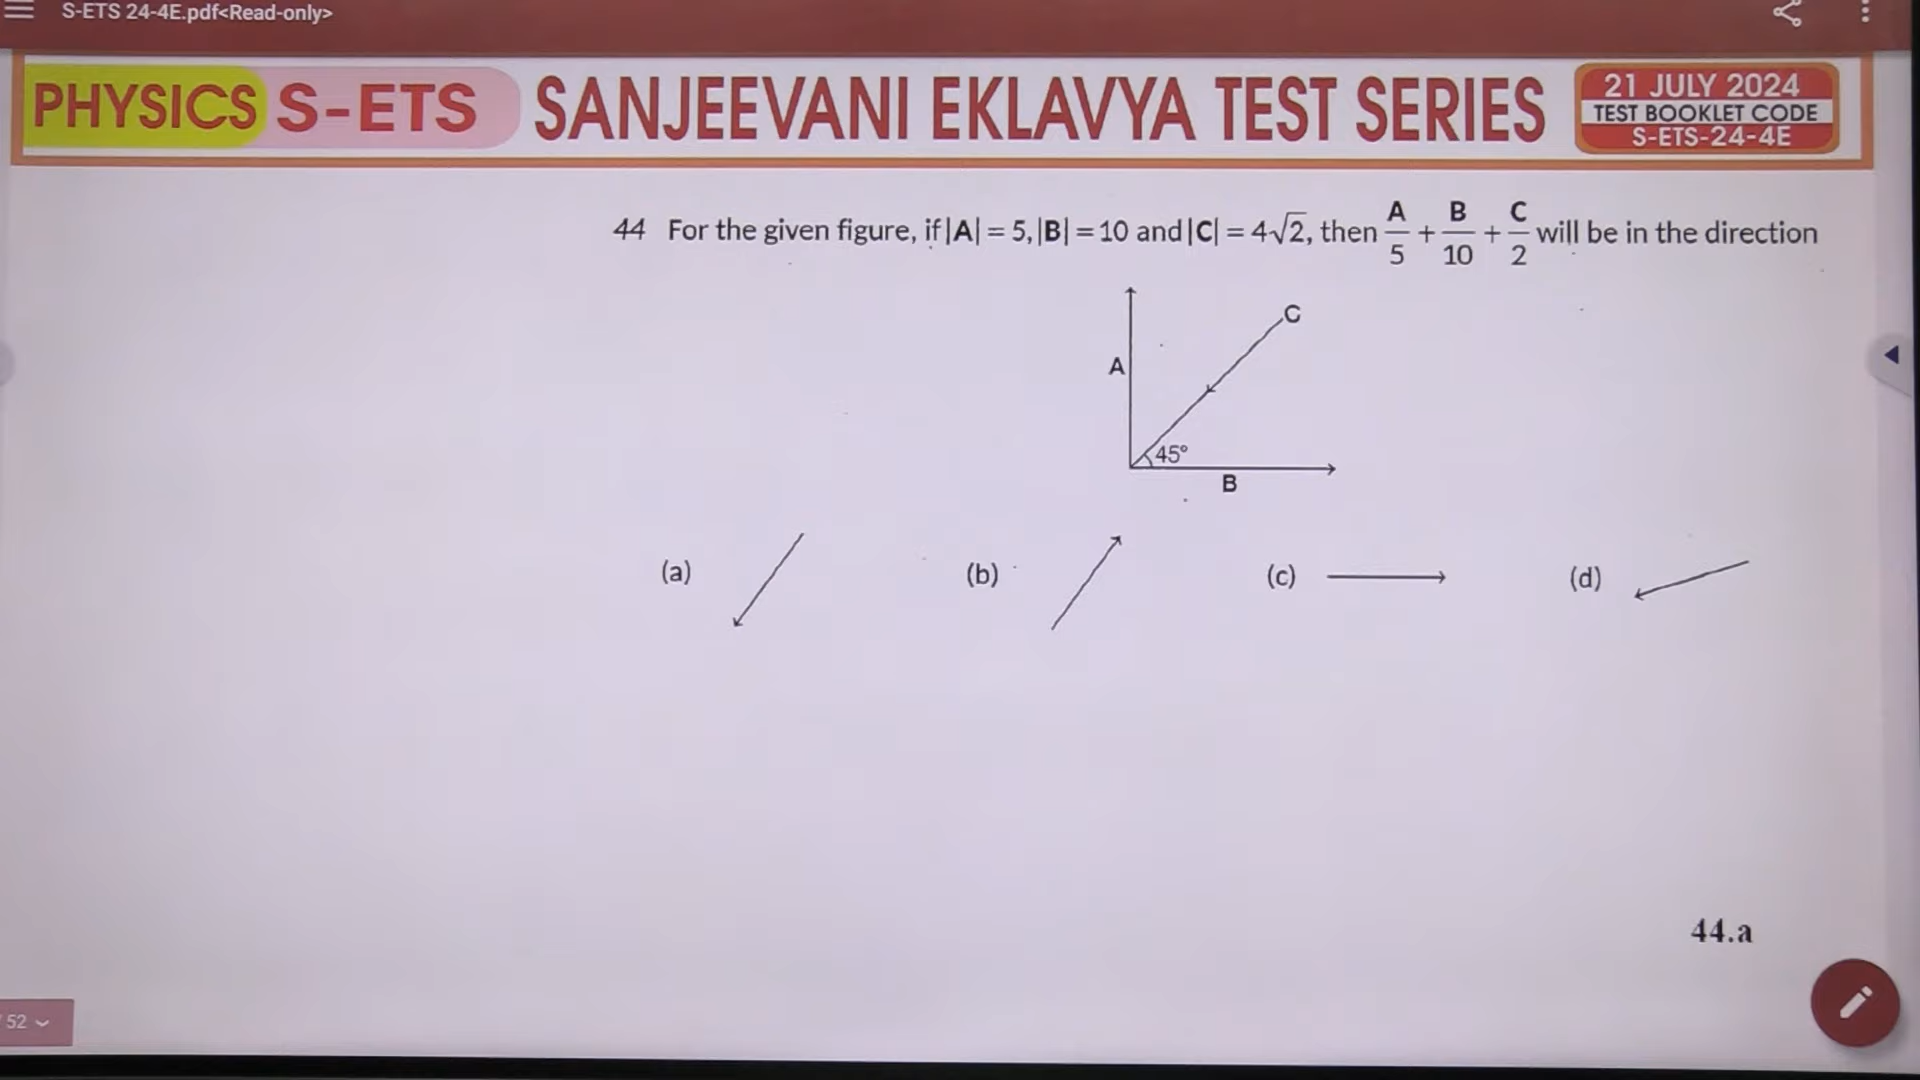 S-ETS 24-4E.pdf<Read-only>
PHYSICS S-ETS SANJEEVANI EKLAVYA TEST SERIES
21 JULY 2024
TEST BOOKLET CODE
S-ETS-24-4E
44 For the given figure, if |A| = 5, |B| = 10 and |C| = 4√2, then A/5 + B/10 + C/2 will be in the direction
C
A
45°
B
(a) (b) (c) (d)
44.a
52